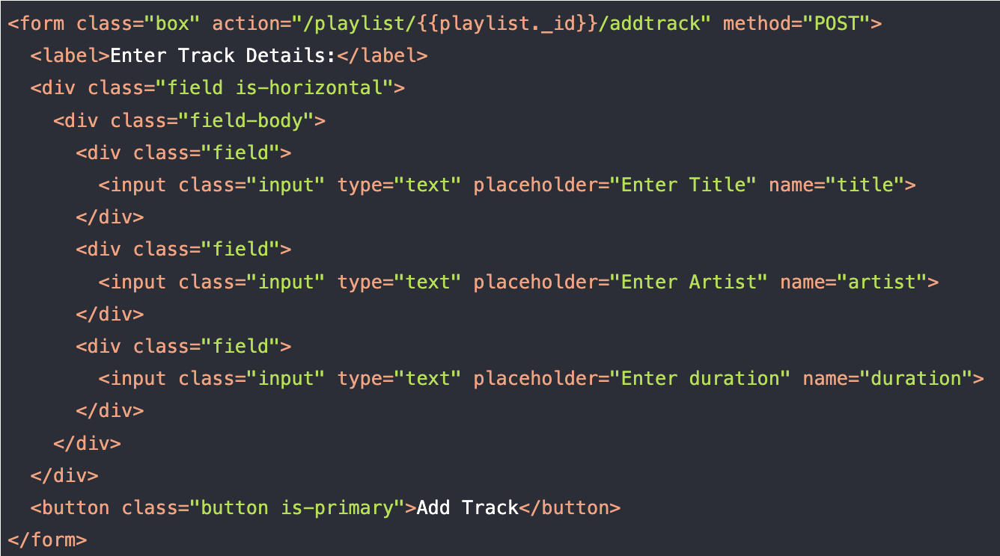 <form class="box" action="/playlist/{{playlist._id}}/addtrack" method="POST">
  <label>Enter Track Details:</label>
  <div class="field is-horizontal">
    <div class="field-body">
      <div class="field">
        <input class="input" type="text" placeholder="Enter Title" name="title">
      </div>
      <div class="field">
        <input class="input" type="text" placeholder="Enter Artist" name="artist">
      </div>
      <div class="field">
        <input class="input" type="text" placeholder="Enter duration" name="duration">
      </div>
    </div>
  </div>
  <button class="button is-primary">Add Track</button>
</form>